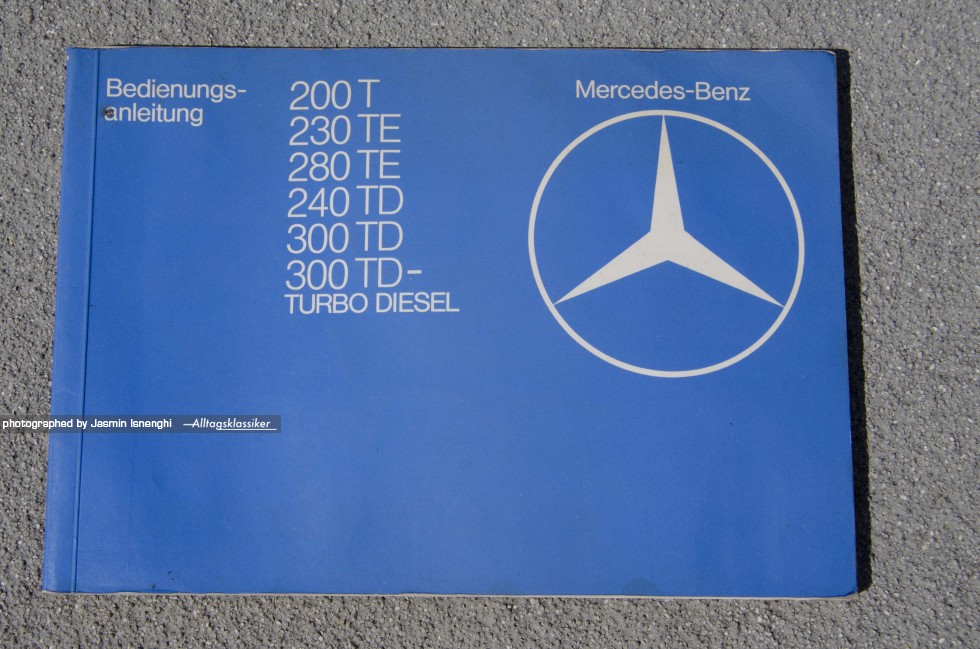 Bedienungs-
anleitung
200 T
230 TE
280 TE
240 TD
300 TD
300 TD-
TURBO DIESEL
Mercedes-Benz
photographed by Jasmin Isnenghi —Alltagsklassiker